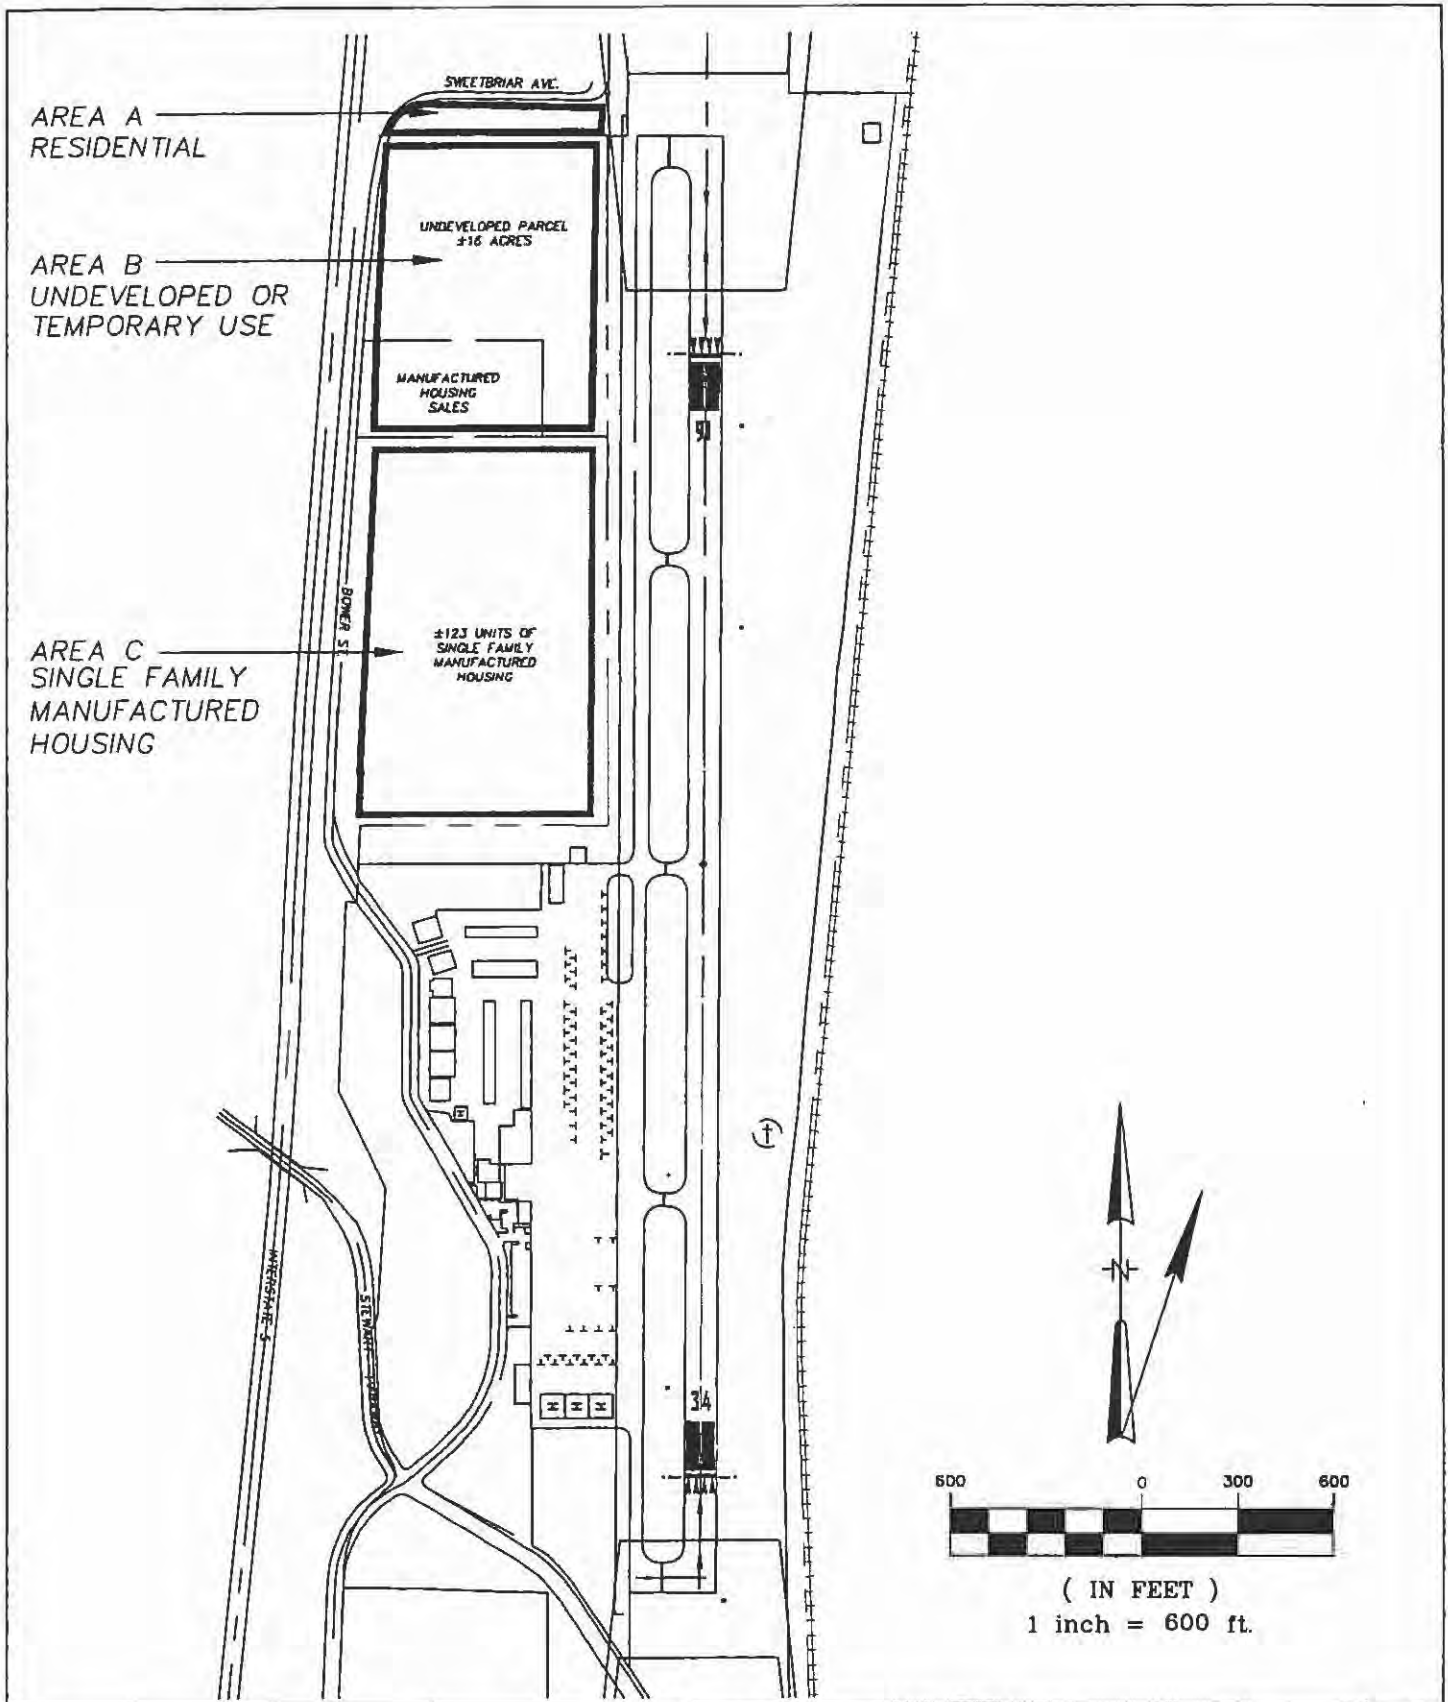 SWEETBRIAR AVE.
AREA A
RESIDENTIAL
UNDEVELOPED PARCEL
±16 ACRES
AREA B
UNDEVELOPED OR
TEMPORARY USE
MANUFACTURED
HOUSING
SALES
BOWER ST.
±123 UNITS OF
SINGLE FAMILY
MANUFACTURED
HOUSING
AREA C
SINGLE FAMILY
MANUFACTURED
HOUSING
H
INTERSTATE 5
STEWART
34
H H H
N
600 0 300 600
( IN FEET )
1 inch = 600 ft.